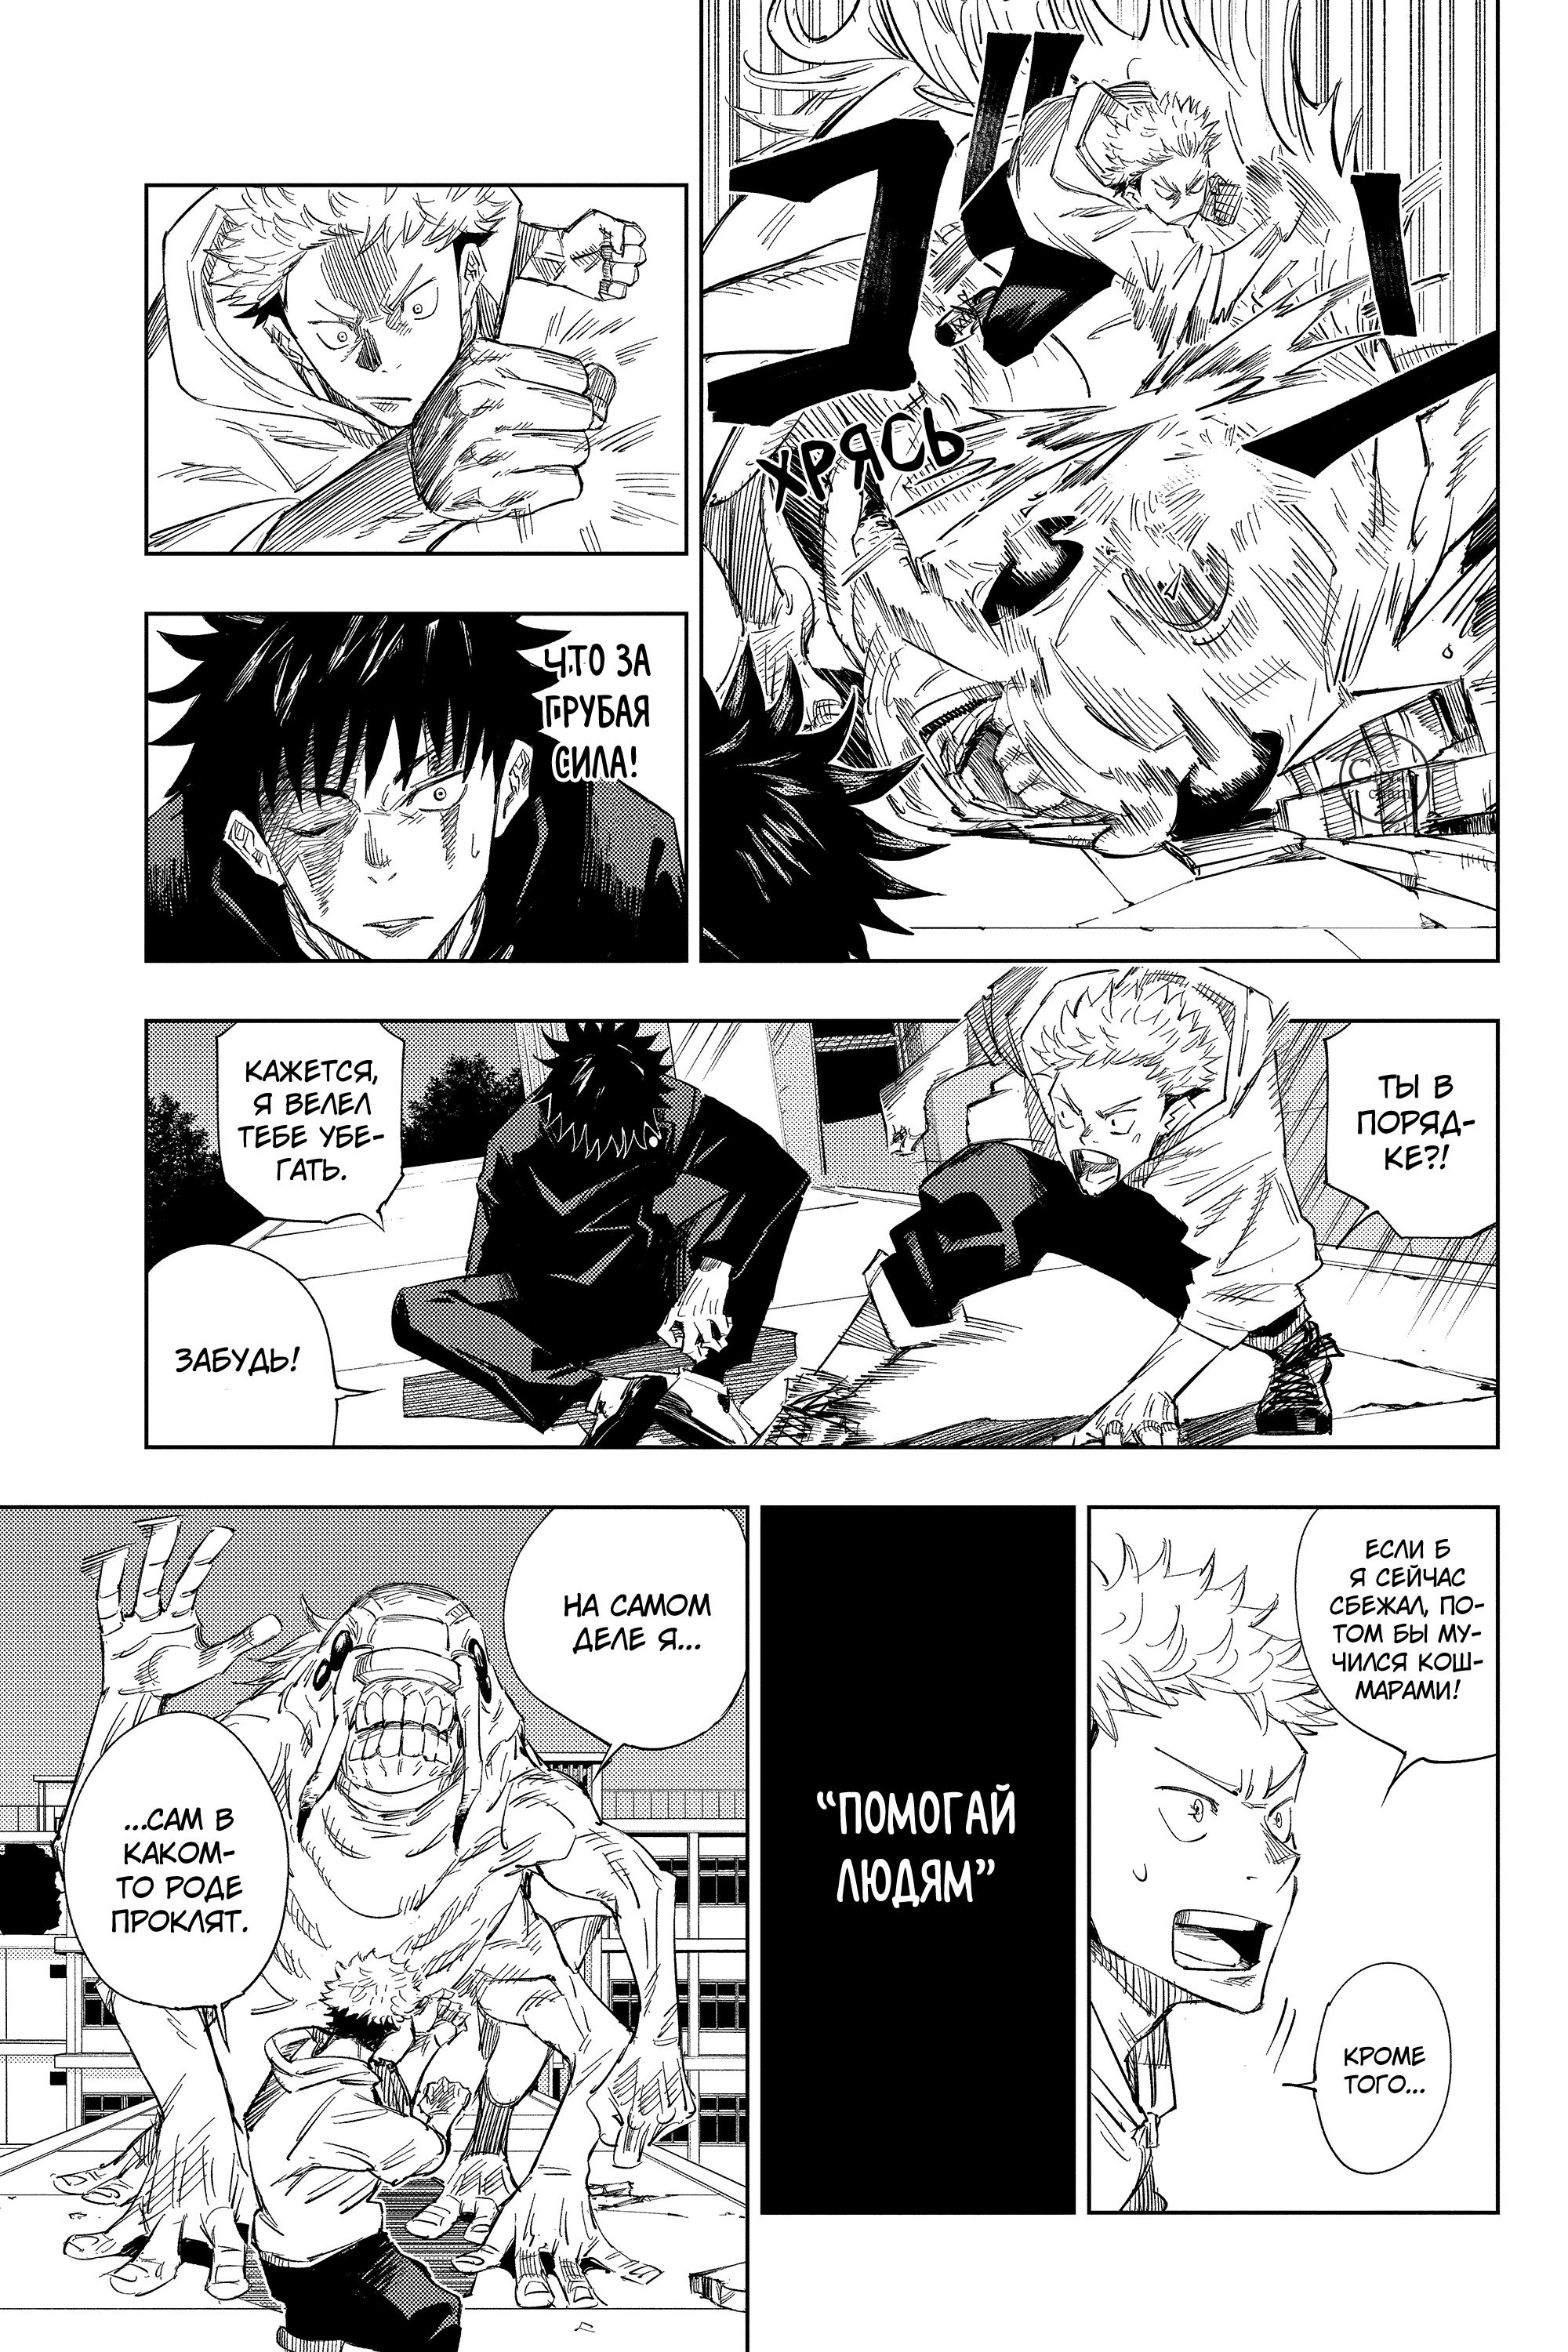 ХРЯСЬ
ЧТО ЗА
ГРУБАЯ
СИЛА!
ТЫ В
ПОРЯД-
КЕ?!
КАЖЕТСЯ,
Я ВЕЛЕЛ
ТЕБЕ УБЕ-
ГАТЬ.
ЗАБУДЬ!
ЕСЛИ Б
Я СЕЙЧАС
СБЕЖАЛ, ПО-
ТОМ БЫ МУ-
ЧИЛСЯ КОШ-
МАРАМИ!
КРОМЕ
ТОГО...
“ПОМОГАЙ
ЛЮДЯМ”
НА САМОМ
ДЕЛЕ Я...
...САМ В
КАКОМ-
ТО РОДЕ
ПРОКЛЯТ.